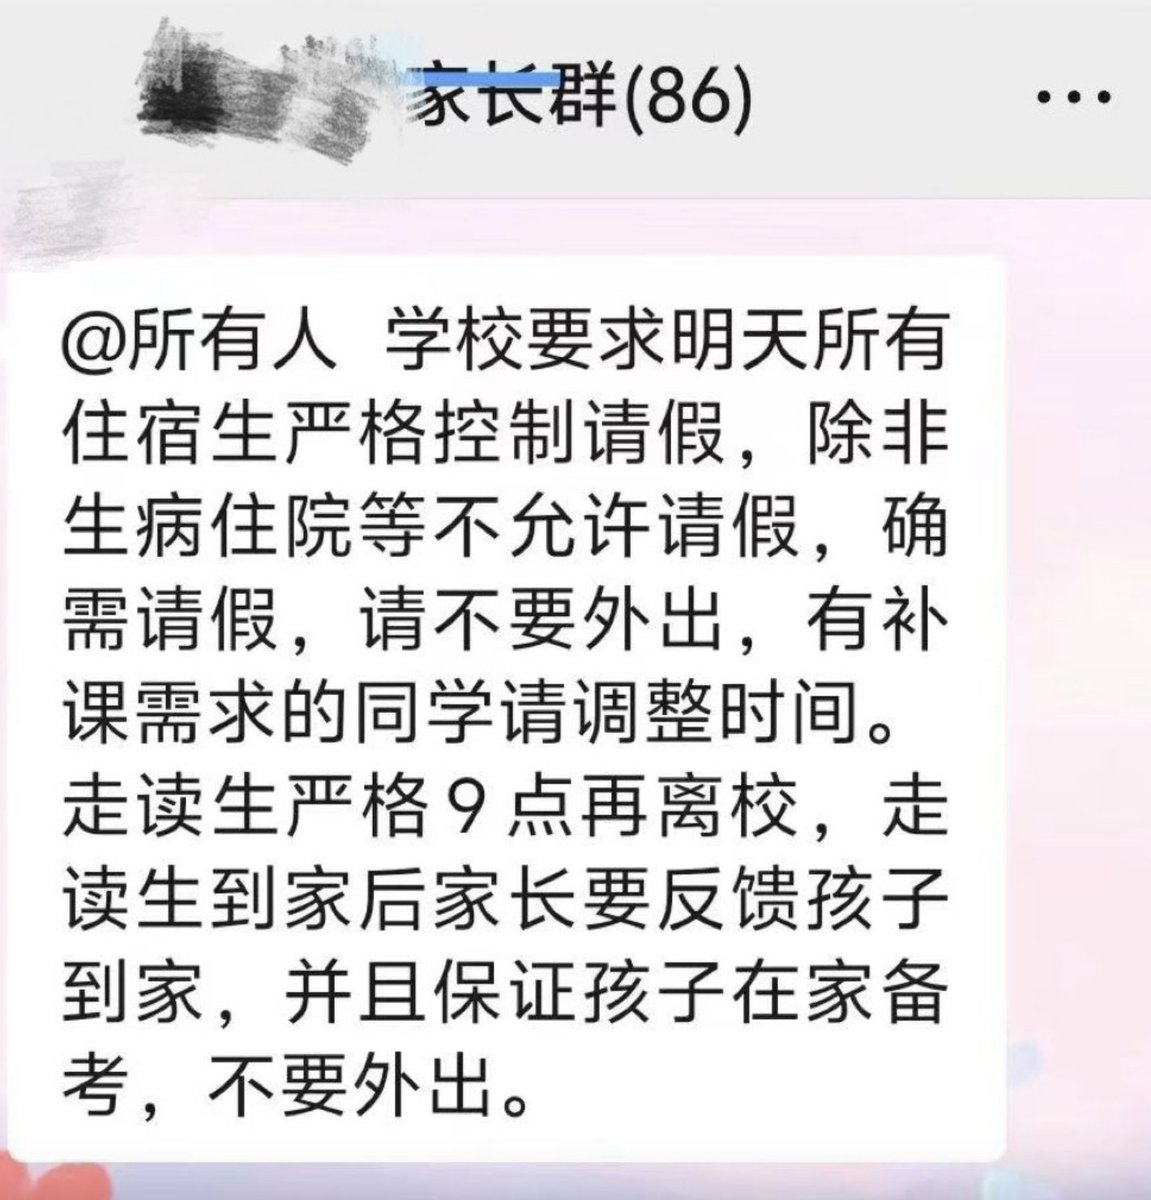 家长群(86)
@所有人 学校要求明天所有
住宿生严格控制请假，除非
生病住院等不允许请假，确
需请假，请不要外出，有补
课需求的同学请调整时间。
走读生严格9点再离校，走
读生到家后家长要反馈孩子
到家，并且保证孩子在家备
考，不要外出。